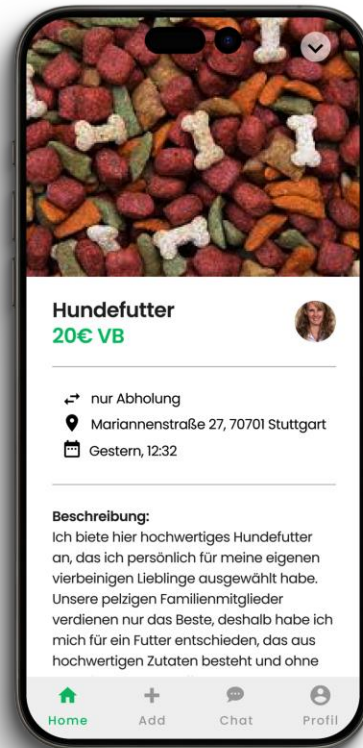 Hundefutter
20€ VB
nur Abholung
Mariannenstraße 27, 70701 Stuttgart
Gestern, 12:32
Beschreibung:
Ich biete hier hochwertiges Hundefutter
an, das ich persönlich für meine eigenen
vierbeinigen Lieblinge ausgewählt habe.
Unsere pelzigen Familienmitglieder
verdienen nur das Beste, deshalb habe ich
mich für ein Futter entschieden, das aus
hochwertigen Zutaten besteht und ohne
Home Add Chat Profil